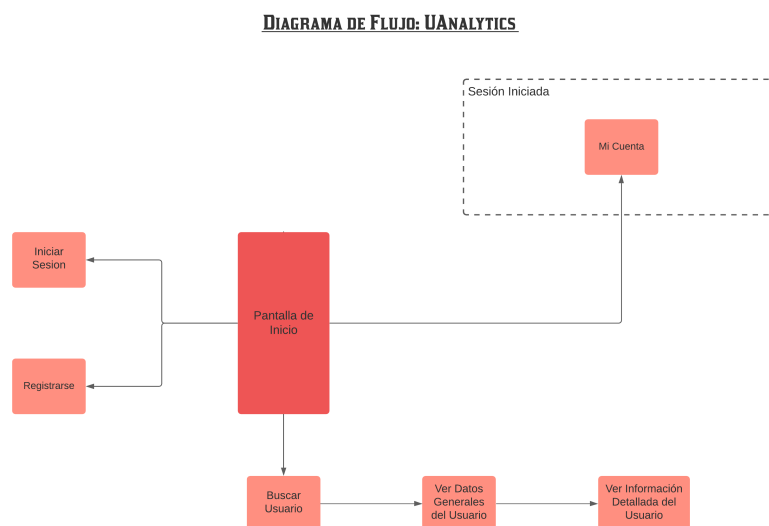 DIAGRAMA DE FLUJO: UANALYTICS
Sesión Iniciada
Mi Cuenta
Iniciar
Sesion
Pantalla de
Inicio
Registrarse
Buscar
Usuario
Ver Datos
Generales
del Usuario
Ver Información
Detallada del
Usuario